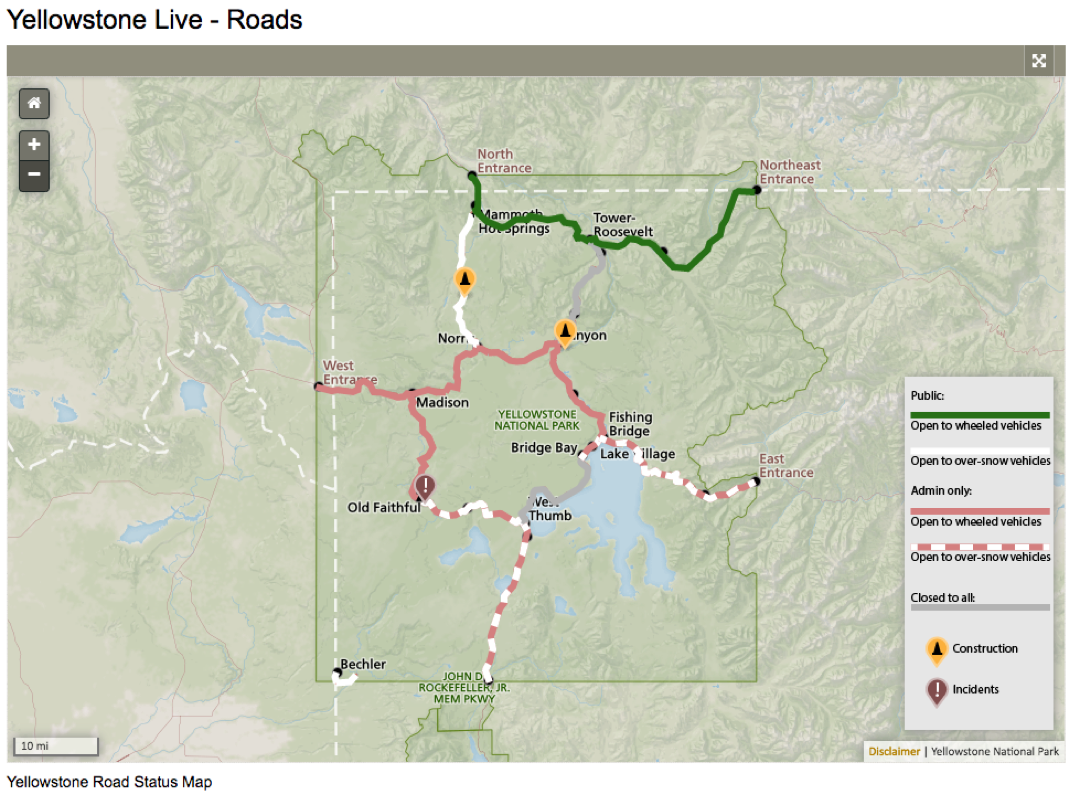 Yellowstone Live - Roads
+
−
North
Entrance
Northeast
Entrance
Mammoth
Hot Springs
Tower-
Roosevelt
Norri
nyon
West
Entrance
Madison
YELLOWSTONE
NATIONAL PARK
Fishing
Bridge
Bridge Bay
Lake Village
East
Entrance
Old Faithful
West
Thumb
Bechler
JOHN D
ROCKEFELLER, JR.
MEM PKWY
Public:
Open to wheeled vehicles
Open to over-snow vehicles
Admin only:
Open to wheeled vehicles
Open to over-snow vehicles
Closed to all:
Construction
Incidents
10 mi
Disclaimer | Yellowstone National Park
Yellowstone Road Status Map